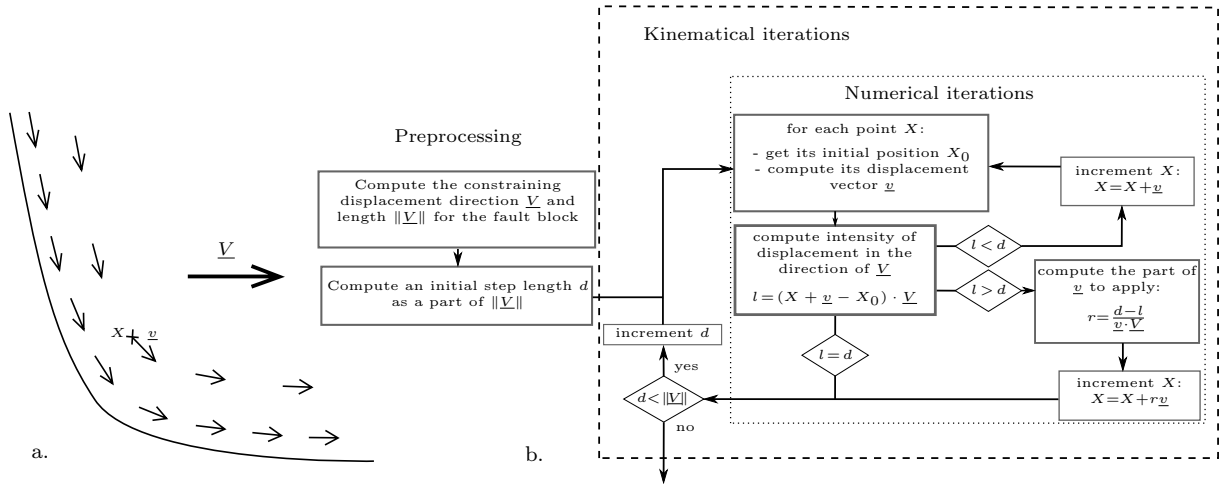 Kinematical iterations
Numerical iterations
Preprocessing
for each point X:
- get its initial position X₀
- compute its displacement
vector v
increment X:
X=X+v
Compute the constraining
displacement direction V and
length ‖V‖ for the fault block
V
Compute an initial step length d
as a part of ‖V‖
compute intensity of
displacement in the
direction of V
l=(X + v − X₀) · V
l<d
l>d
compute the part of
v to apply:
r=(d−l)/(v·V)
X
v
increment d
l=d
yes
d<‖V‖
no
increment X:
X=X+rv
a.
b.